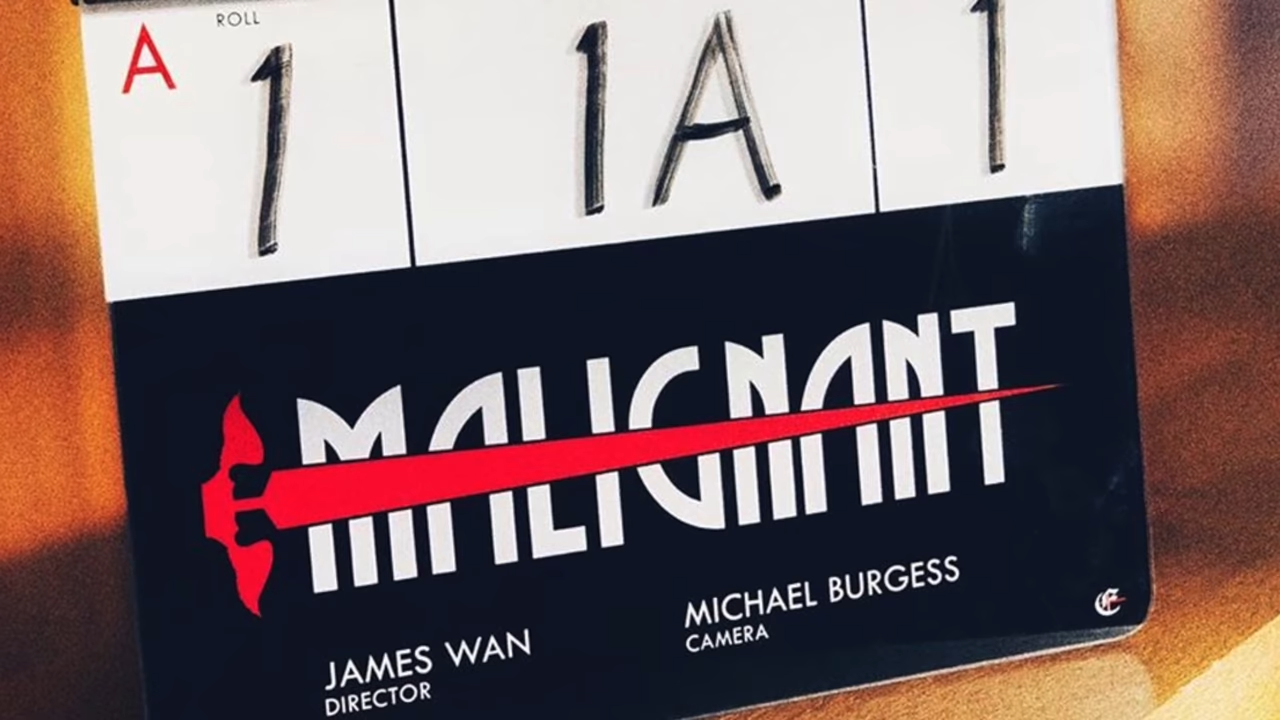 A
ROLL
1
1A
1
MALIGNANT
JAMES WAN
DIRECTOR
MICHAEL BURGESS
CAMERA